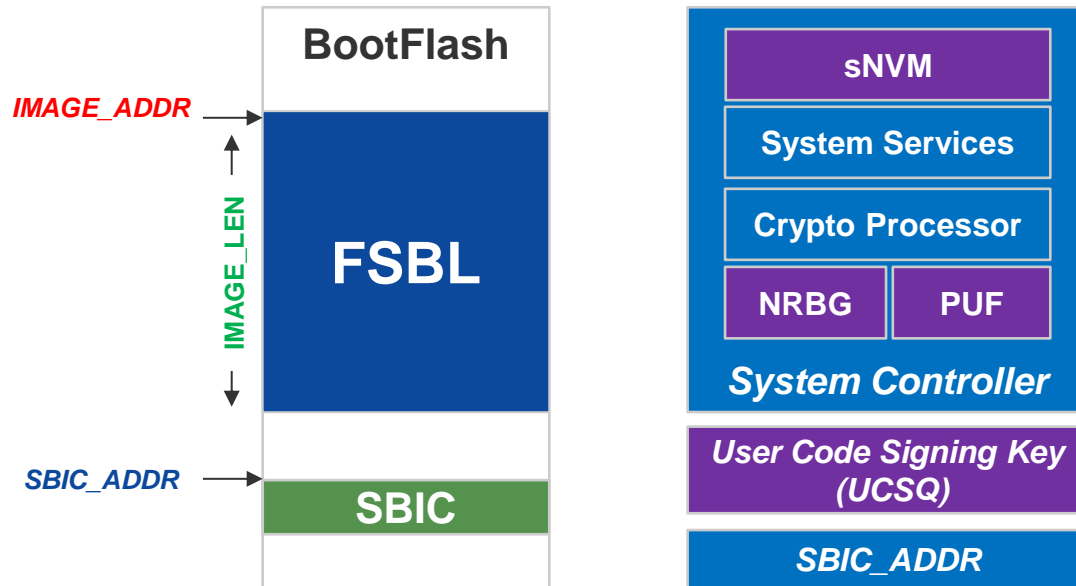 BootFlash
IMAGE_ADDR
IMAGE_LEN
FSBL
SBIC_ADDR
SBIC
sNVM
System Services
Crypto Processor
NRBG
PUF
System Controller
User Code Signing Key
(UCSQ)
SBIC_ADDR